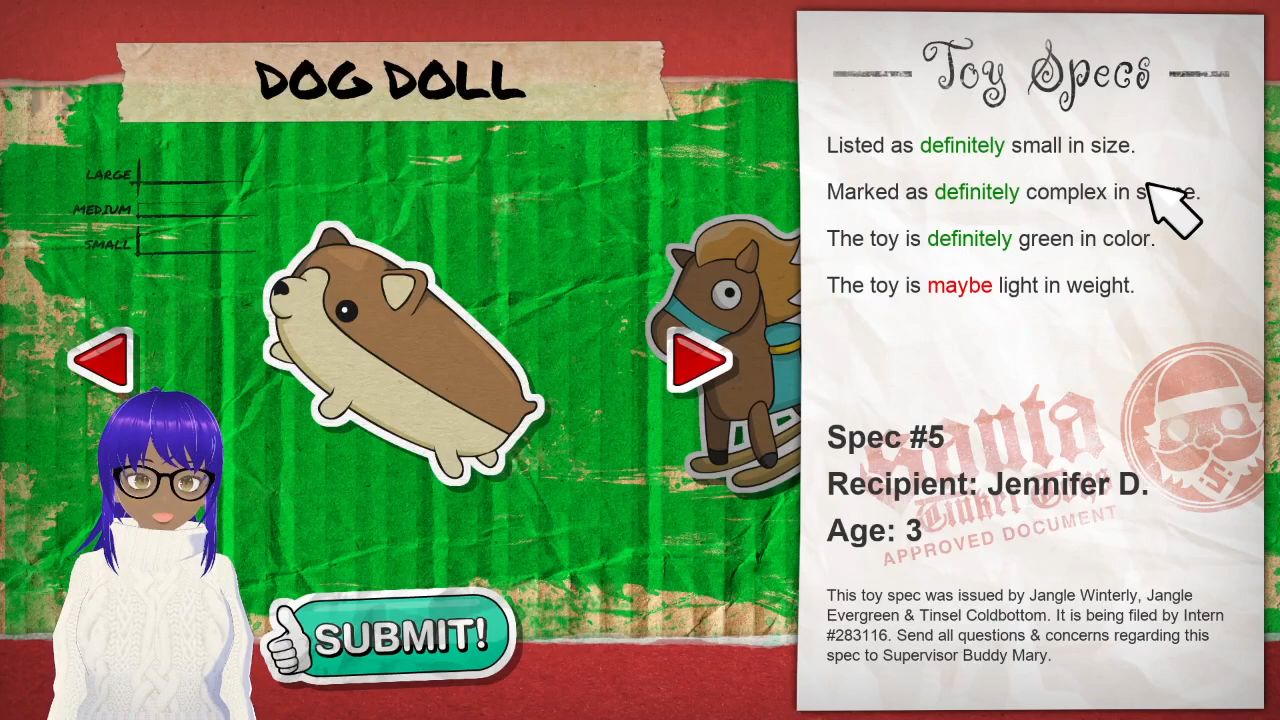 DOG DOLL
LARGE
MEDIUM
SMALL
SUBMIT!
Toy Specs
Listed as definitely small in size.
Marked as definitely complex in
The toy is definitely green in color.
The toy is maybe light in weight.
Spec #5
Recipient: Jennifer D.
Age: 3
Santa
Tinker Toys
APPROVED DOCUMENT
This toy spec was issued by Jangle Winterly, Jangle
Evergreen & Tinsel Coldbottom. It is being filed by Intern
#283116. Send all questions & concerns regarding this
spec to Supervisor Buddy Mary.